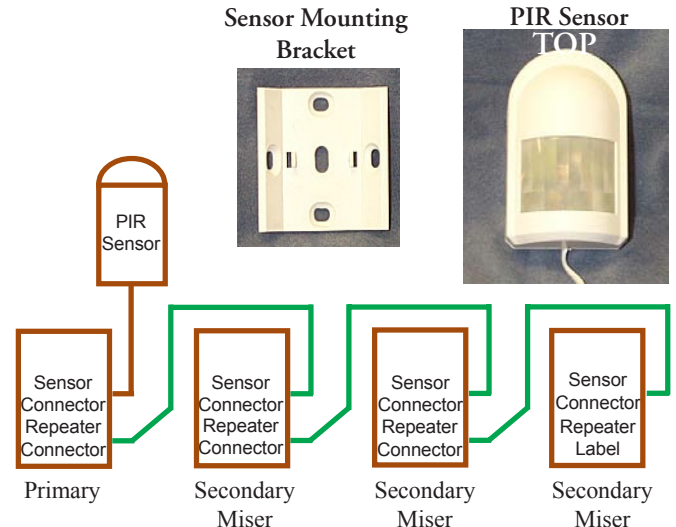 Sensor Mounting
Bracket
PIR Sensor
TOP
PIR
Sensor
Sensor
Connector
Repeater
Connector
Primary
Sensor
Connector
Repeater
Connector
Secondary
Miser
Sensor
Connector
Repeater
Connector
Secondary
Miser
Sensor
Connector
Repeater
Label
Secondary
Miser